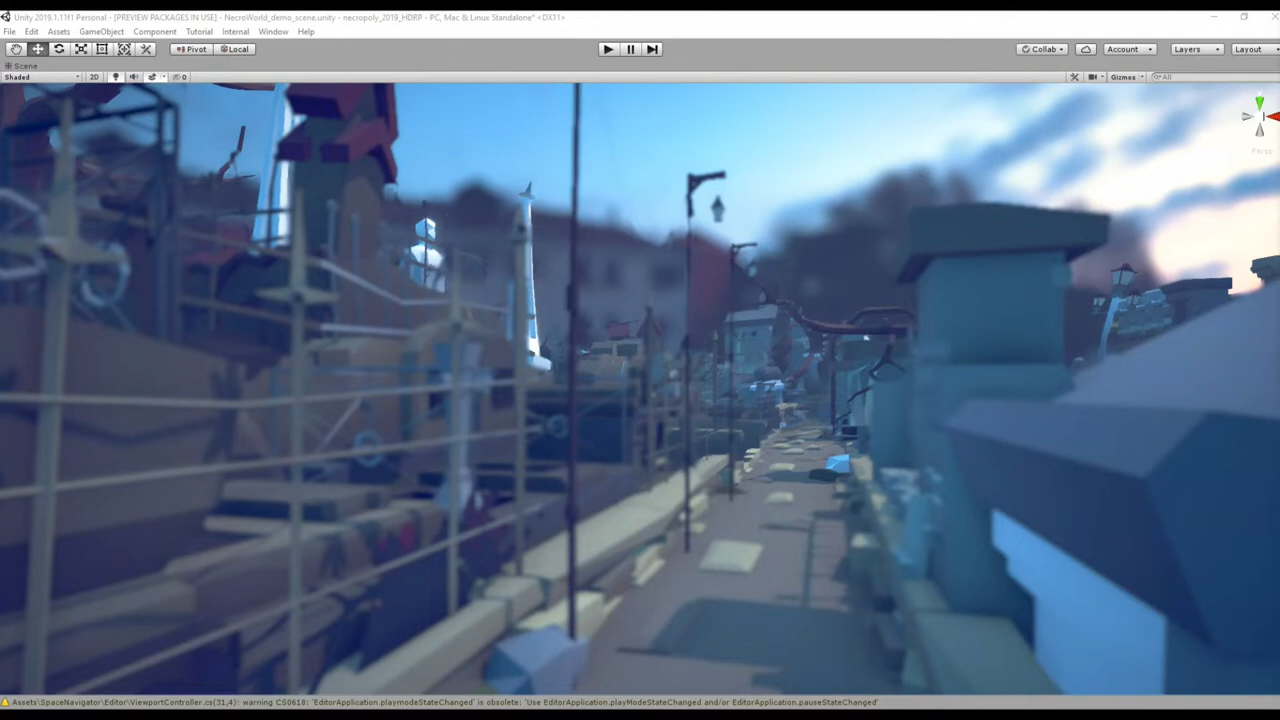 Unity 2019.1.11f1 Personal - [PREVIEW PACKAGES IN USE] - NecroWorld_demo_scene.unity - necropoly_2019_HDRP - PC, Mac & Linux Standalone* <DX11>
File Edit Assets GameObject Component Tutorial Internal Window Help
Pivot Local Collab Account Layers Layout
Scene
Shaded 2D 0 Gizmos All
Persp
Assets\SpaceNavigator\Editor\ViewportController.cs(31,4): warning CS0618: 'EditorApplication.playmodeStateChanged' is obsolete: 'Use EditorApplication.playModeStateChanged and/or EditorApplication.pauseStateChanged'